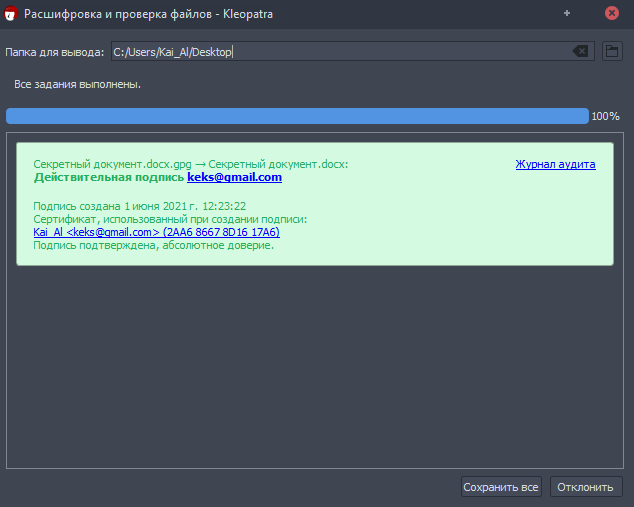 Расшифровка и проверка файлов - Kleopatra
Папка для вывода: C:/Users/Kai_Al/Desktop
Все задания выполнены.
100%
Секретный документ.docx.gpg → Секретный документ.docx: Журнал аудита
Действительная подпись keks@gmail.com
Подпись создана 1 июня 2021 г. 12:23:22
Сертификат, использованный при создании подписи:
Kai_Al <keks@gmail.com> (2AA6 8667 8D16 17A6)
Подпись подтверждена, абсолютное доверие.
Сохранить все Отклонить